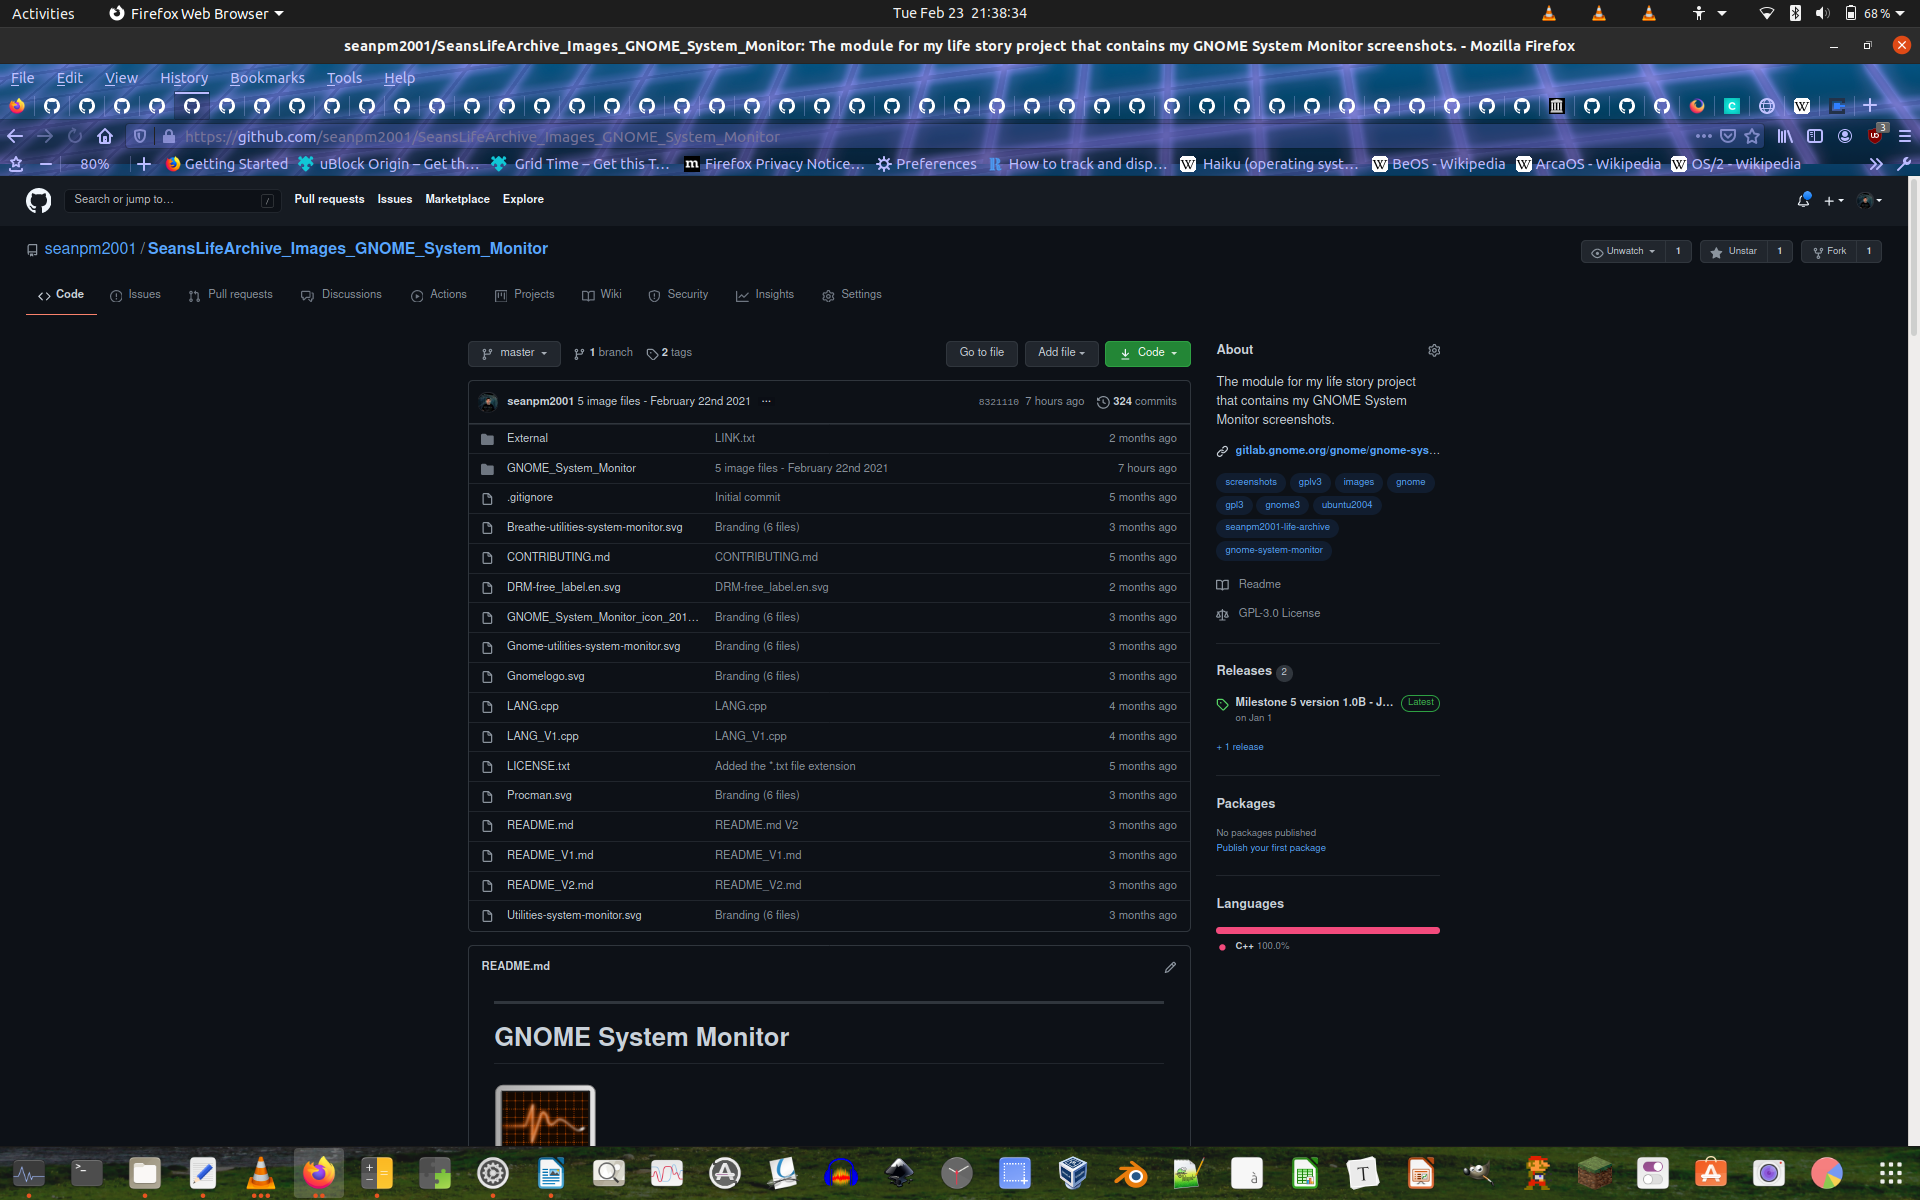 Activities Firefox Web Browser Tue Feb 23 21:38:34 68 %
seanpm2001/SeansLifeArchive_Images_GNOME_System_Monitor: The module for my life story project that contains my GNOME System Monitor screenshots. - Mozilla Firefox
File Edit View History Bookmarks Tools Help
https://github.com/seanpm2001/SeansLifeArchive_Images_GNOME_System_Monitor 3
80% Getting Started uBlock Origin – Get th… Grid Time – Get this T… Firefox Privacy Notice… Preferences How to track and disp… Haiku (operating syst… BeOS - Wikipedia ArcaOS - Wikipedia OS/2 - Wikipedia
Search or jump to… / Pull requests Issues Marketplace Explore
seanpm2001 / SeansLifeArchive_Images_GNOME_System_Monitor Unwatch 1 Unstar 1 Fork 1
Code Issues Pull requests Discussions Actions Projects Wiki Security Insights Settings
master 1 branch 2 tags Go to file Add file Code
seanpm2001 5 image files - February 22nd 2021 ... 8321110 7 hours ago 324 commits
External LINK.txt 2 months ago
GNOME_System_Monitor 5 image files - February 22nd 2021 7 hours ago
.gitignore Initial commit 5 months ago
Breathe-utilities-system-monitor.svg Branding (6 files) 3 months ago
CONTRIBUTING.md CONTRIBUTING.md 5 months ago
DRM-free_label.en.svg DRM-free_label.en.svg 2 months ago
GNOME_System_Monitor_icon_201… Branding (6 files) 3 months ago
Gnome-utilities-system-monitor.svg Branding (6 files) 3 months ago
Gnomelogo.svg Branding (6 files) 3 months ago
LANG.cpp LANG.cpp 4 months ago
LANG_V1.cpp LANG_V1.cpp 4 months ago
LICENSE.txt Added the *.txt file extension 5 months ago
Procman.svg Branding (6 files) 3 months ago
README.md README.md V2 3 months ago
README_V1.md README_V1.md 3 months ago
README_V2.md README_V2.md 3 months ago
Utilities-system-monitor.svg Branding (6 files) 3 months ago
README.md
GNOME System Monitor
About
The module for my life story project
that contains my GNOME System
Monitor screenshots.
gitlab.gnome.org/gnome/gnome-sys…
screenshots gplv3 images gnome
gpl3 gnome3 ubuntu2004
seanpm2001-life-archive
gnome-system-monitor
Readme
GPL-3.0 License
Releases 2
Milestone 5 version 1.0B - J… Latest
on Jan 1
+ 1 release
Packages
No packages published
Publish your first package
Languages
C++ 100.0%